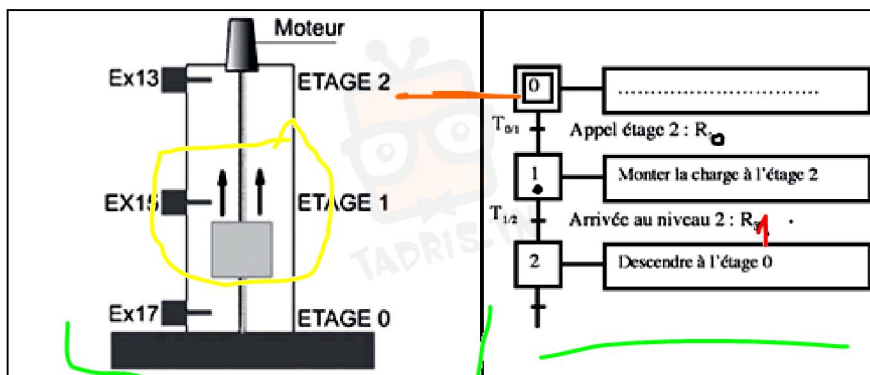 Moteur
Ex13
ETAGE 2
EX15
ETAGE 1
Ex17
ETAGE 0
0
..............................
T0/1
Appel étage 2 :
1
Monter la charge à l'étage 2
T1/2
Arrivée au niveau 2 :
2
Descendre à l'étage 0
TADRIS.TN